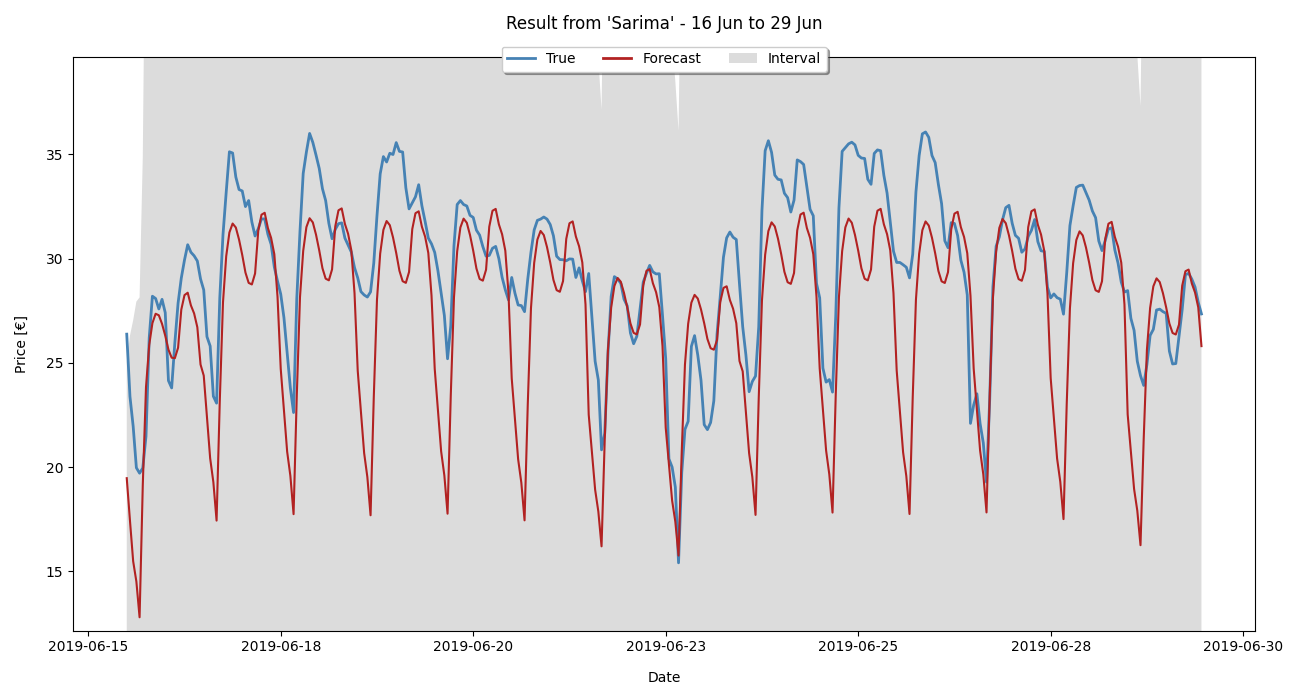 Result from 'Sarima' - 16 Jun to 29 Jun
True Forecast Interval
Price [€]
35
30
25
20
15
2019-06-15 2019-06-18 2019-06-20 2019-06-23 2019-06-25 2019-06-28 2019-06-30
Date